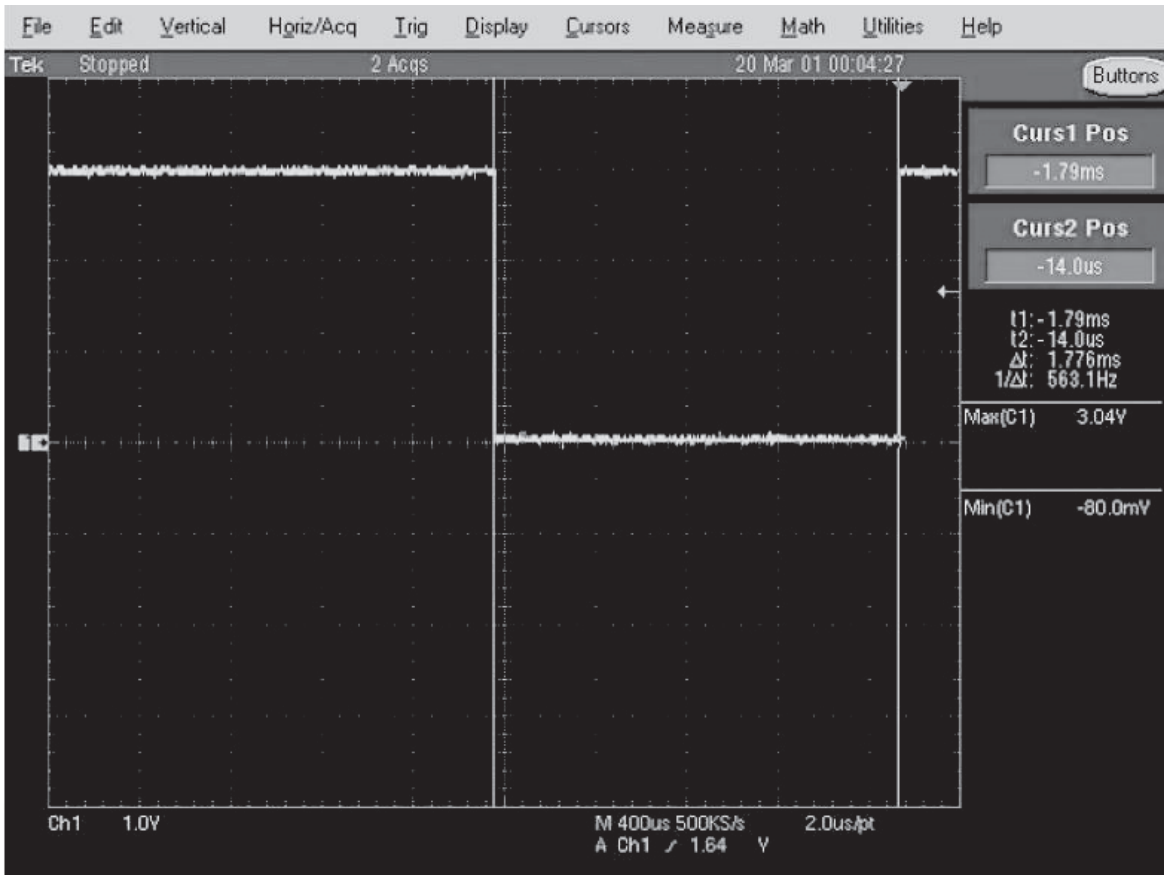 File Edit Vertical Horiz/Acq Trig Display Cursors Measure Math Utilities Help
Tek Stopped 2 Acqs 20 Mar 01 00:04:27
Buttons
Curs1 Pos
-1.79ms
Curs2 Pos
-14.0us
t1:-1.79ms
t2:-14.0us
Δt: 1.776ms
1/Δt: 563.1Hz
Max(C1) 3.04V
1
Min(C1) -80.0mV
Ch1 1.0V M 400us 500KS/s 2.0us/pt
A Ch1 1.64 V